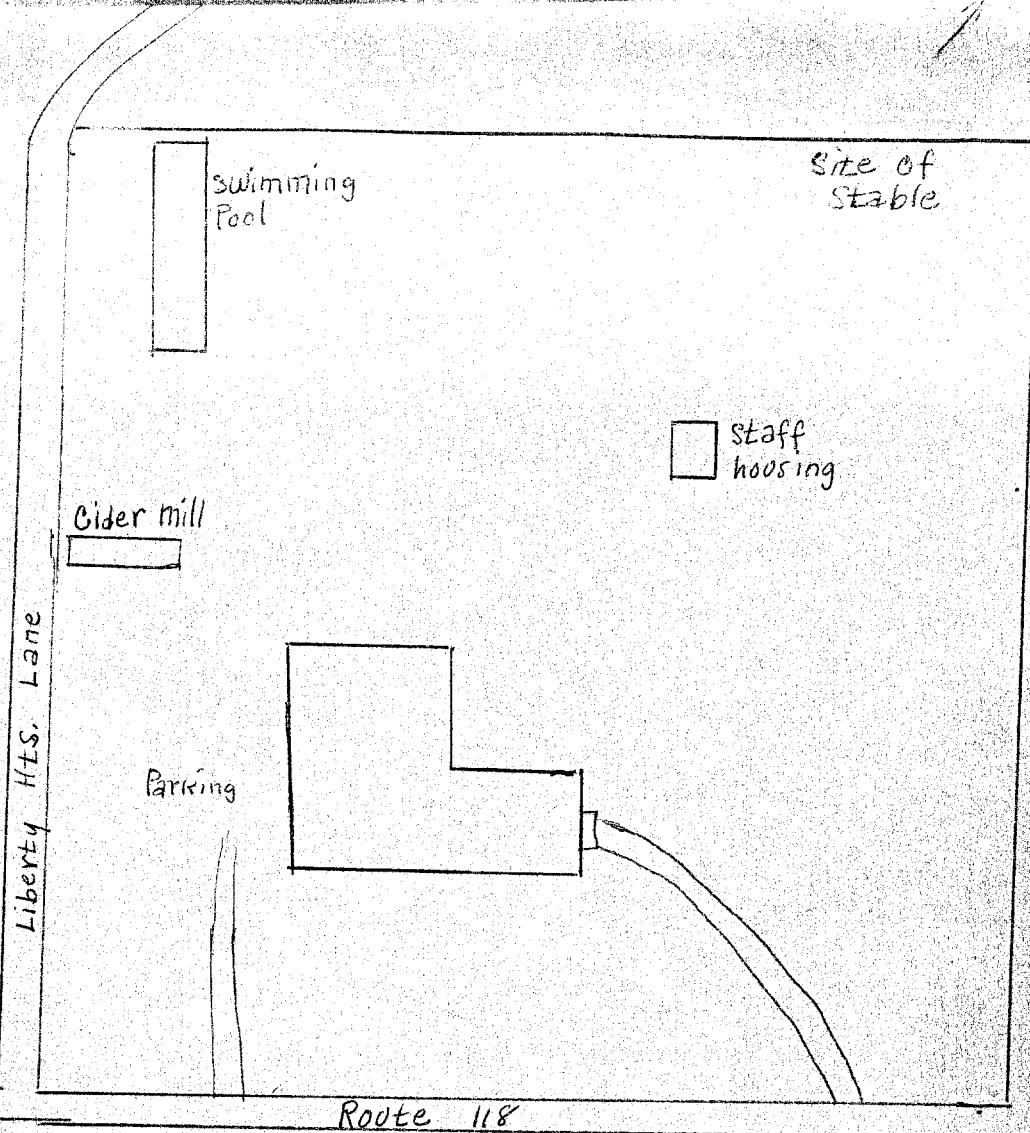 Site of
Stable
Swimming
Pool
Staff
housing
Cider Mill
Liberty Hts. Lane
Parking
Route 118